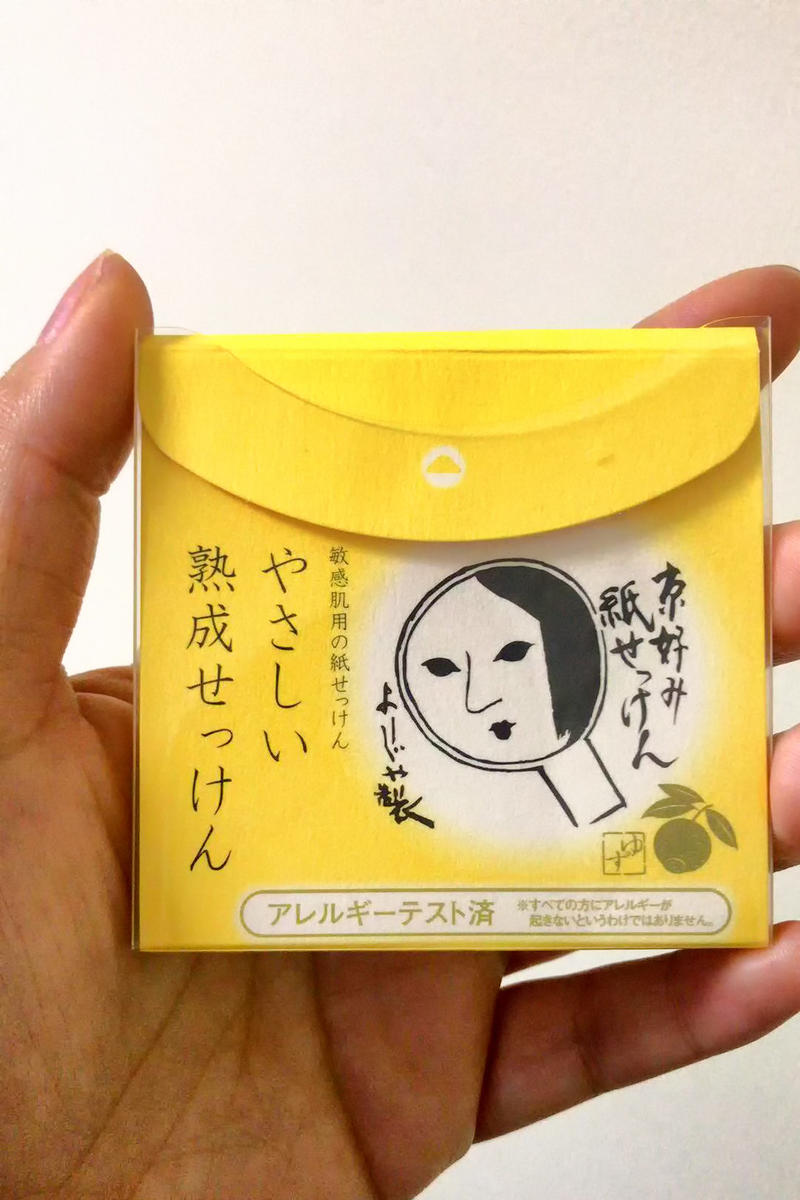 京好み
紙せっけん
よーじや製
敏感肌用の紙せっけん
やさしい
熟成せっけん
ゆず
アレルギーテスト済
※すべての方にアレルギーが
起きないというわけではありません。